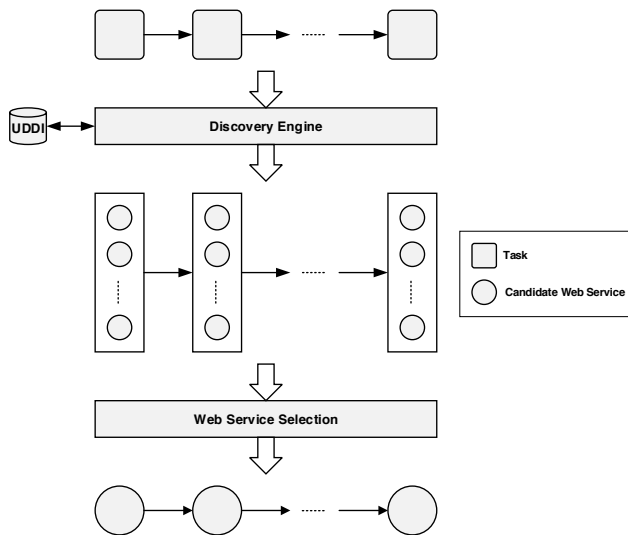 UDDI
Discovery Engine
Task
Candidate Web Service
Web Service Selection